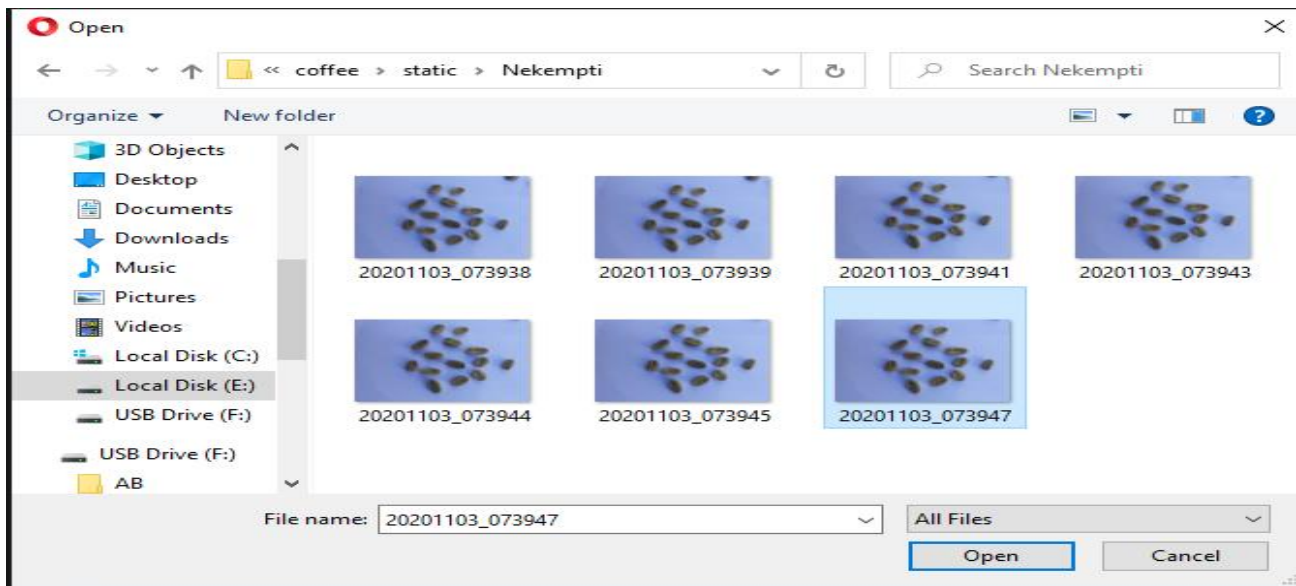 Open
« coffee › static › Nekempti
Search Nekempti
Organize
New folder
3D Objects
Desktop
Documents
Downloads
Music
Pictures
Videos
Local Disk (C:)
Local Disk (E:)
USB Drive (F:)
USB Drive (F:)
AB
20201103_073938
20201103_073939
20201103_073941
20201103_073943
20201103_073944
20201103_073945
20201103_073947
File name: 20201103_073947
All Files
Open
Cancel